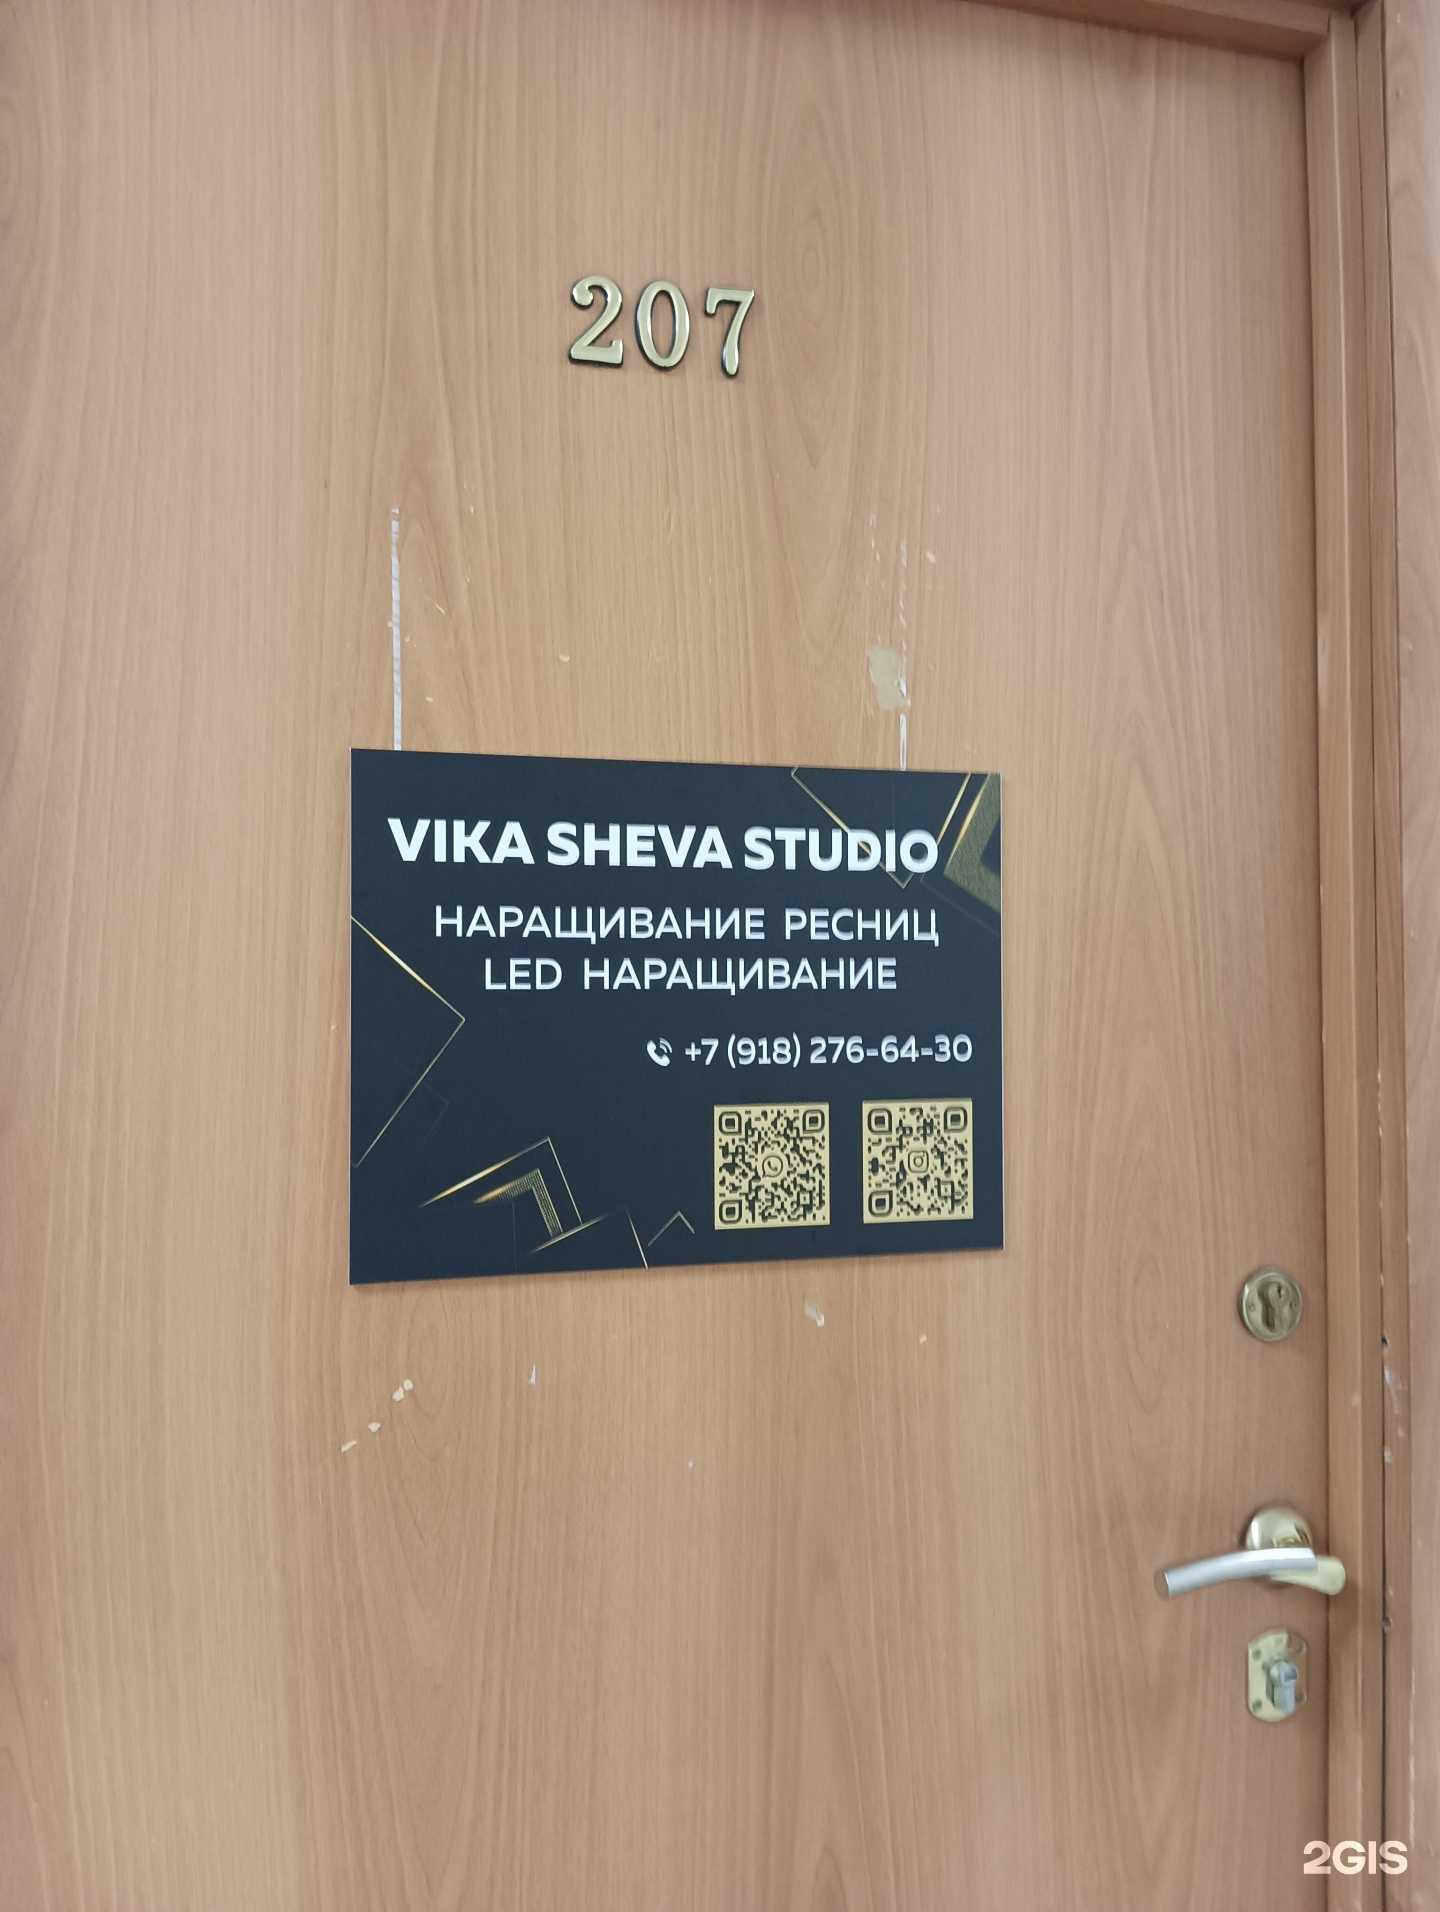 207
VIKA SHEVA STUDIO
НАРАЩИВАНИЕ РЕСНИЦ
LED НАРАЩИВАНИЕ
+7 (918) 276-64-30
2GIS